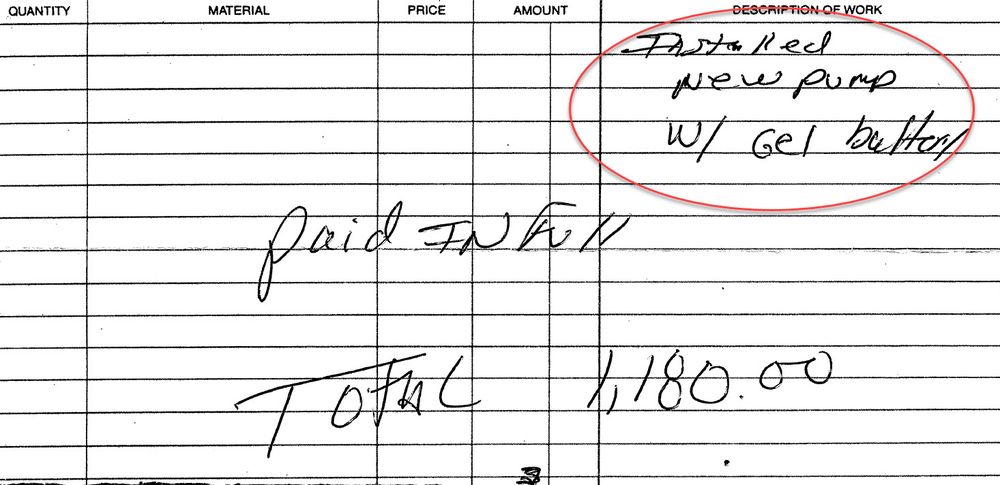 QUANTITY MATERIAL PRICE AMOUNT DESCRIPTION OF WORK
Installed
New pump
W/ Gel battery
paid IN Full
TOTAL 1,180.00